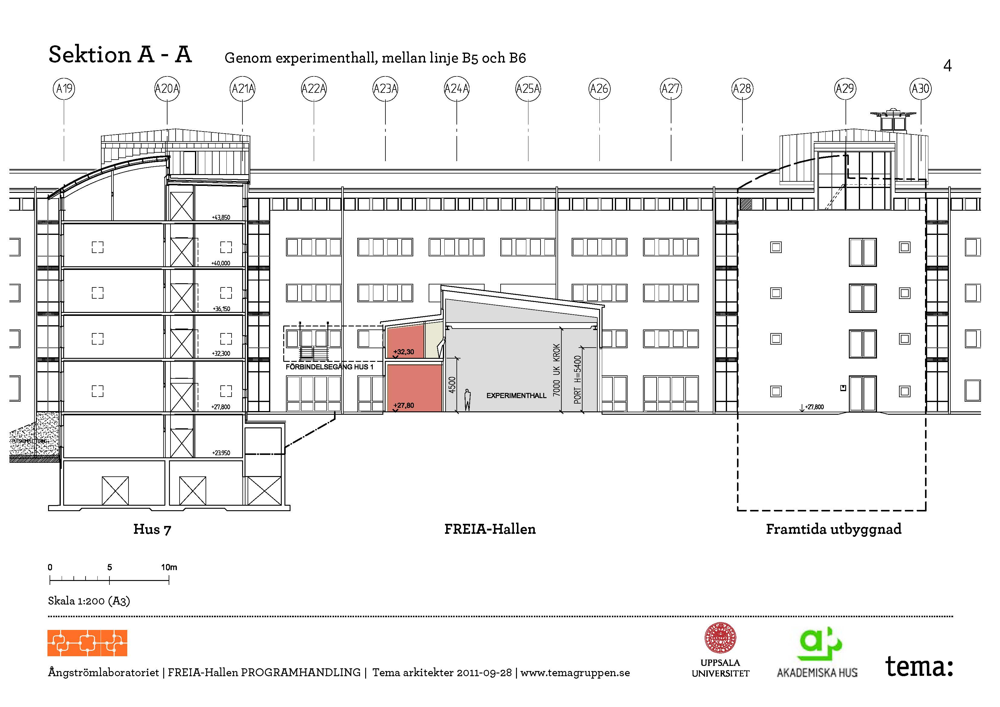 Sektion A - A
Genom experimenthall, mellan linje B5 och B6
4
A19 A20A A21A A22A A23A A24A A25A A26 A27 A28 A29 A30
+43,850
+40,000
+36,150
+32,300
+27,800
+23.950
PUTSKOMPLETTERING
FÖRBINDELSEGÅNG HUS 1
+32,30
+27,80
4500
EXPERIMENTHALL
7000 UK KROK
PORT H=5400
+27,800
Hus 7
FREIA-Hallen
Framtida utbyggnad
0 5 10m
Skala 1:200 (A3)
Ångströmlaboratoriet | FREIA-Hallen PROGRAMHANDLING | Tema arkitekter 2011-09-28 | www.temagruppen.se
UPPSALA
UNIVERSITET
AKADEMISKA HUS
tema: